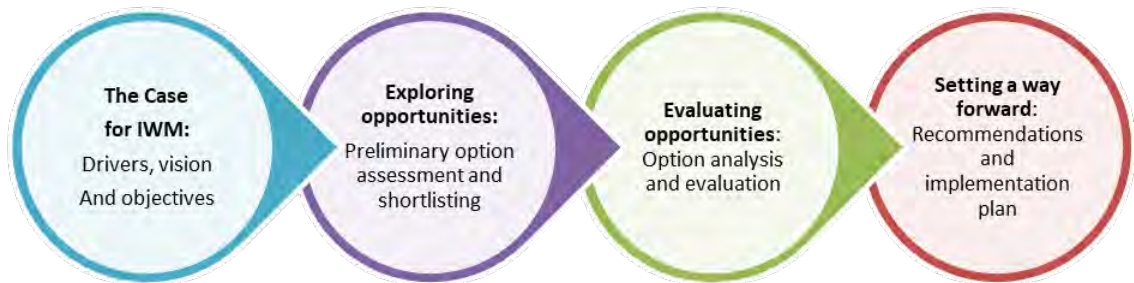 The Case
for IWM:
Drivers, vision
And objectives
Exploring
opportunities:
Preliminary option
assessment and
shortlisting
Evaluating
opportunities:
Option analysis
and evaluation
Setting a way
forward:
Recommendations
and
implementation
plan